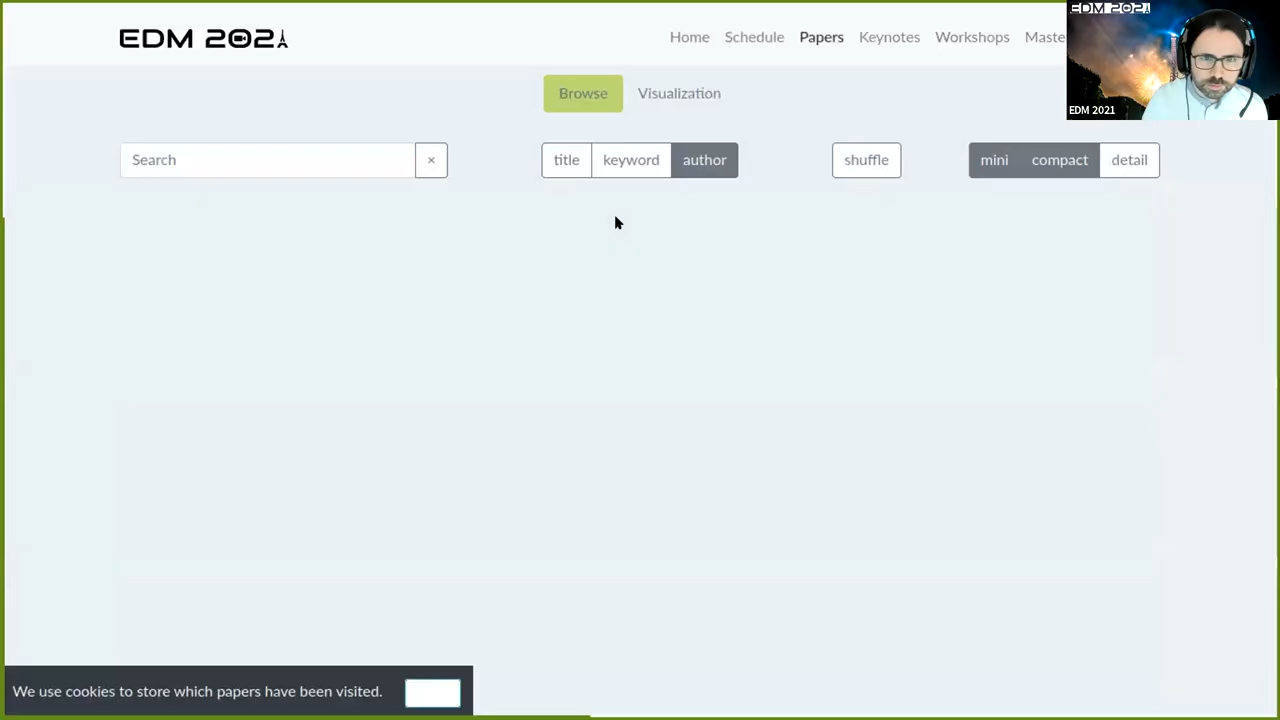 EDM 2021
Home Schedule Papers Keynotes Workshops Maste
EDM 2021
EDM 2021
Browse Visualization
Search × title keyword author shuffle mini compact detail
We use cookies to store which papers have been visited.